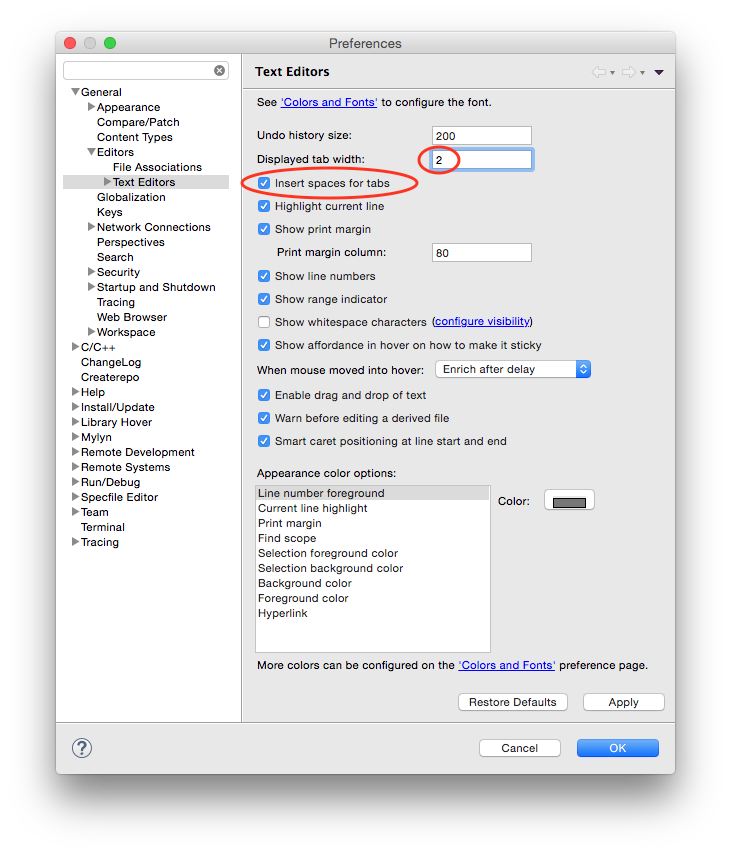 Preferences
General
Appearance
Compare/Patch
Content Types
Editors
File Associations
Text Editors
Globalization
Keys
Network Connections
Perspectives
Search
Security
Startup and Shutdown
Tracing
Web Browser
Workspace
C/C++
ChangeLog
Createrepo
Help
Install/Update
Library Hover
Mylyn
Remote Development
Remote Systems
Run/Debug
Specfile Editor
Team
Terminal
Tracing
Text Editors
See 'Colors and Fonts' to configure the font.
Undo history size: 200
Displayed tab width: 2
Insert spaces for tabs
Highlight current line
Show print margin
Print margin column: 80
Show line numbers
Show range indicator
Show whitespace characters (configure visibility)
Show affordance in hover on how to make it sticky
When mouse moved into hover: Enrich after delay
Enable drag and drop of text
Warn before editing a derived file
Smart caret positioning at line start and end
Appearance color options:
Line number foreground
Current line highlight
Print margin
Find scope
Selection foreground color
Selection background color
Background color
Foreground color
Hyperlink
Color:
More colors can be configured on the 'Colors and Fonts' preference page.
Restore Defaults Apply
? Cancel OK